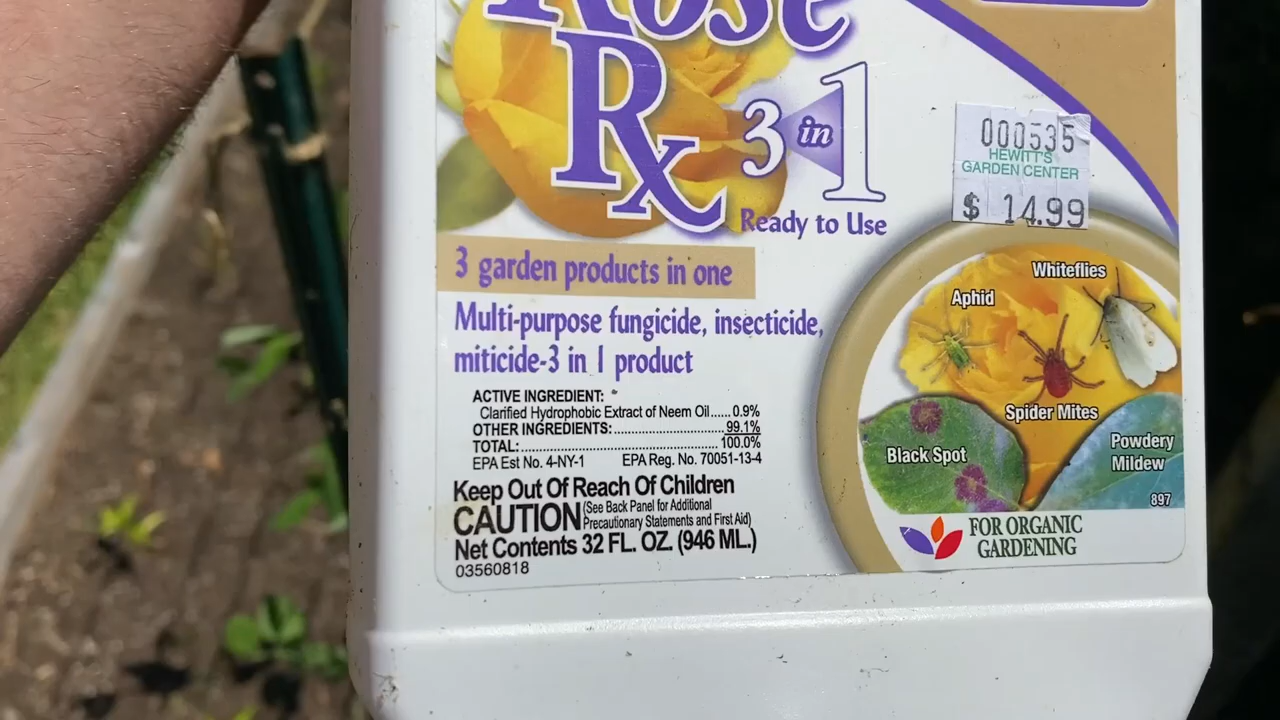 Rose
Rx 3 in 1
Ready to Use
000535
HEWITT'S
GARDEN CENTER
$ 14.99
3 garden products in one
Multi-purpose fungicide, insecticide,
miticide-3 in 1 product
ACTIVE INGREDIENT: *
Clarified Hydrophobic Extract of Neem Oil......0.9%
OTHER INGREDIENTS:............................99.1%
TOTAL:..................................................100.0%
EPA Est No. 4-NY-1 EPA Reg. No. 70051-13-4
Keep Out Of Reach Of Children
CAUTION (See Back Panel for Additional
Precautionary Statements and First Aid)
Net Contents 32 FL. OZ. (946 ML.)
03560818
Whiteflies
Aphid
Spider Mites
Black Spot
Powdery
Mildew
897
FOR ORGANIC
GARDENING